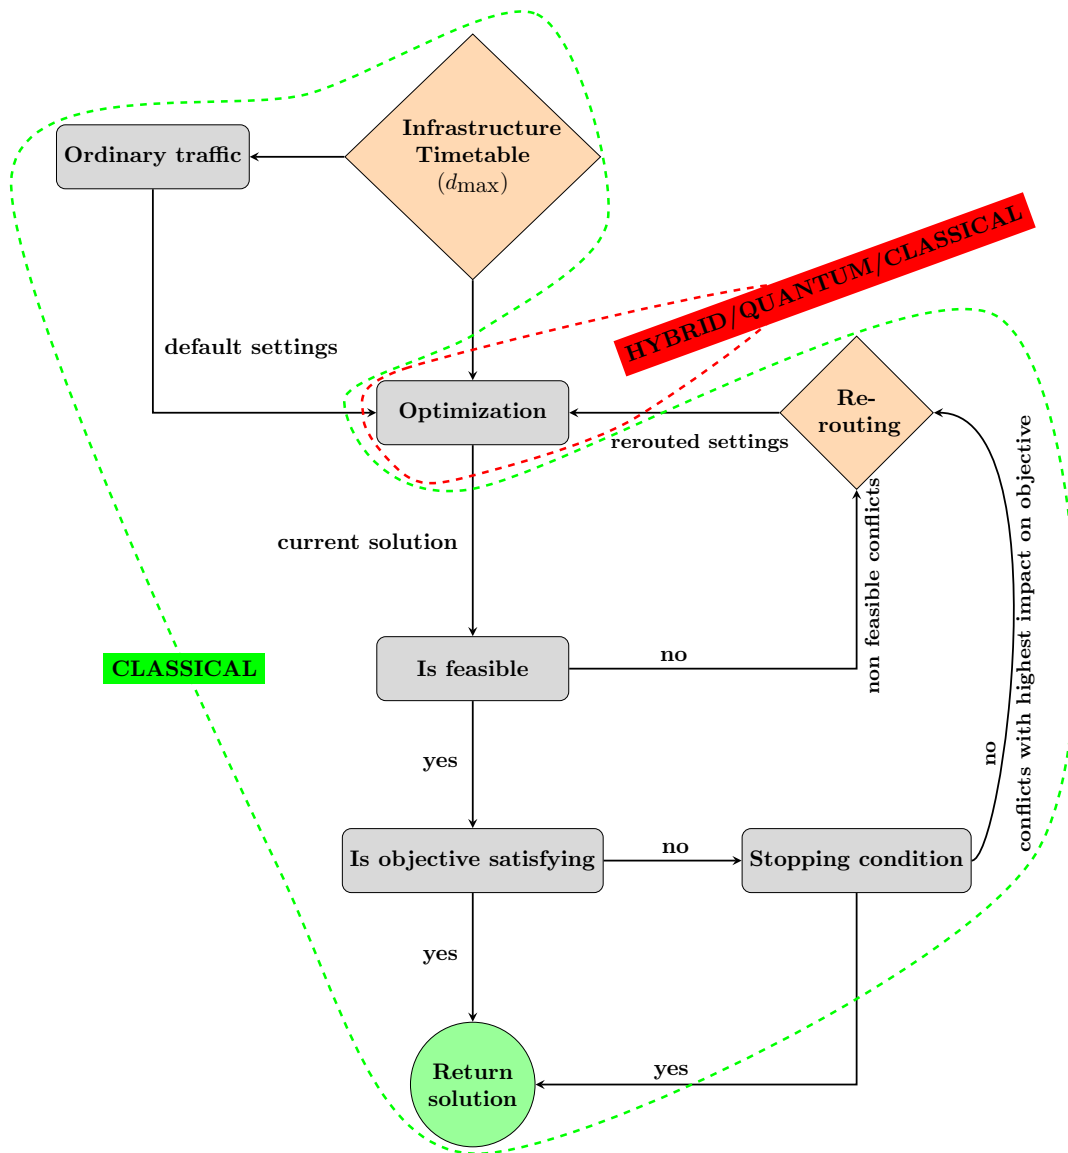 Infrastructure
Timetable
(dmax)
Ordinary traffic
HYBRID/QUANTUM/CLASSICAL
default settings
Optimization
Re-
routing
rerouted settings
current solution
non feasible conflicts
conflicts with highest impact on objective
CLASSICAL
Is feasible
no
yes
no
Is objective satisfying
no
Stopping condition
yes
Return
solution
yes